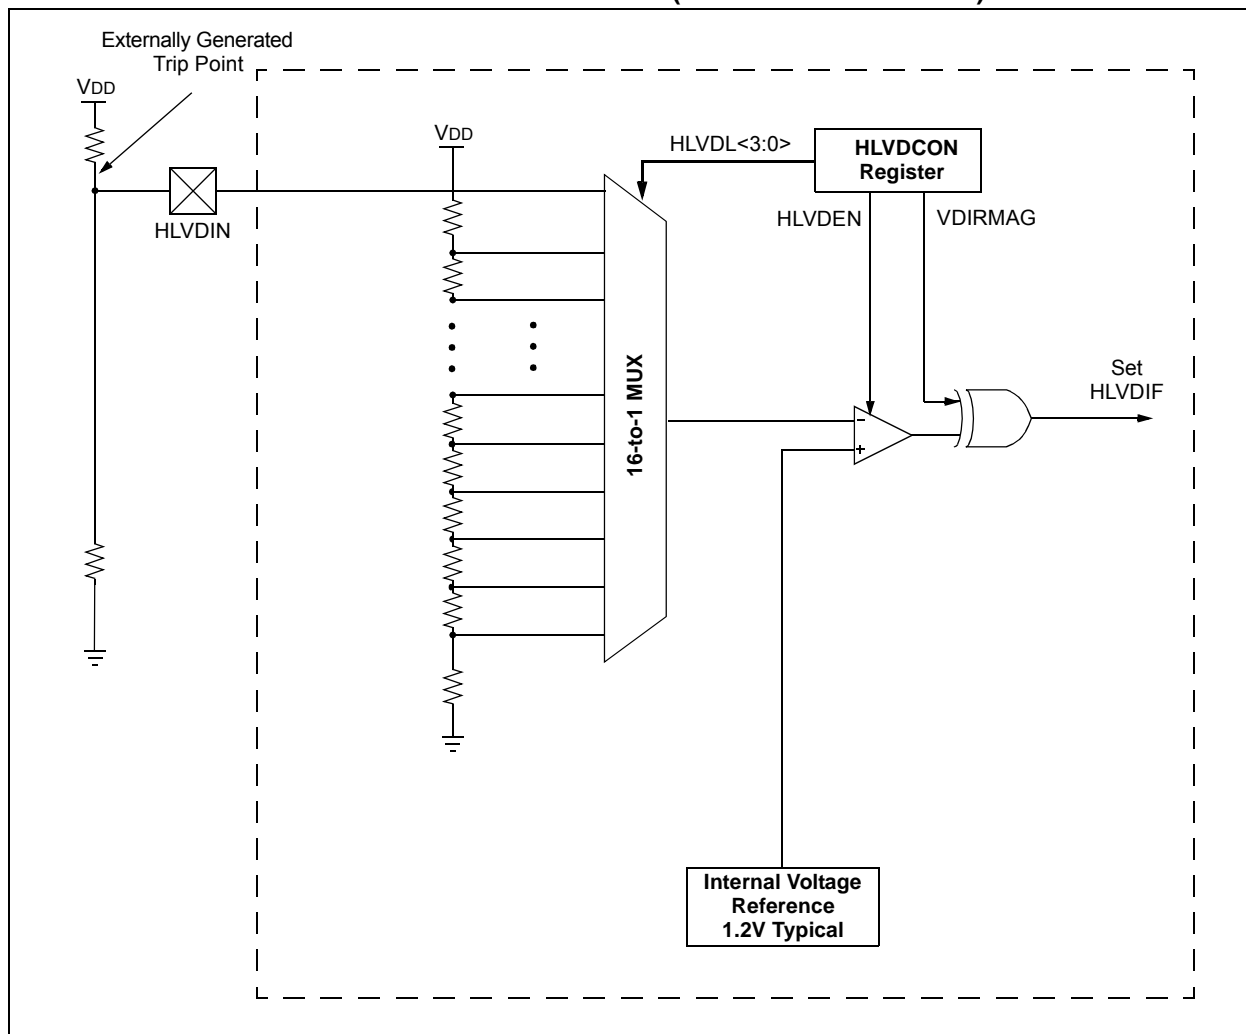 Externally Generated
Trip Point
VDD
VDD
HLVDL<3:0>
HLVDCON
Register
HLVDIN
HLVDEN
VDIRMAG
16-to-1 MUX
–
+
Set
HLVDIF
Internal Voltage
Reference
1.2V Typical